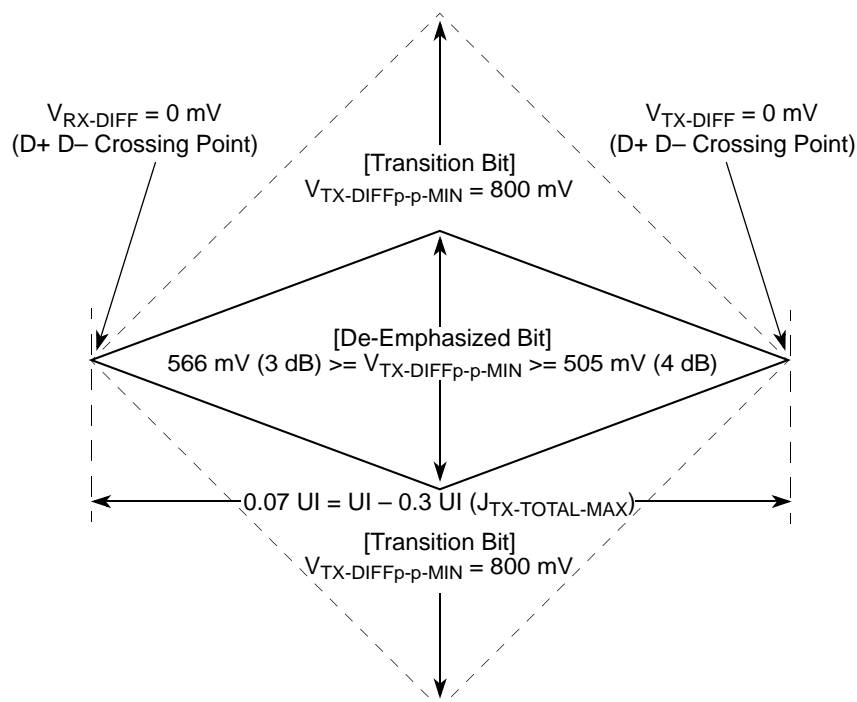 V_RX-DIFF = 0 mV
(D+ D– Crossing Point)
V_TX-DIFF = 0 mV
(D+ D– Crossing Point)
[Transition Bit]
V_TX-DIFFp-p-MIN = 800 mV
[De-Emphasized Bit]
566 mV (3 dB) >= V_TX-DIFFp-p-MIN >= 505 mV (4 dB)
0.07 UI = UI – 0.3 UI (J_TX-TOTAL-MAX)
[Transition Bit]
V_TX-DIFFp-p-MIN = 800 mV